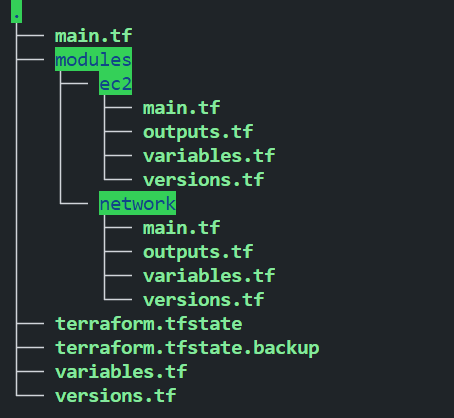 .
main.tf
modules
ec2
main.tf
outputs.tf
variables.tf
versions.tf
network
main.tf
outputs.tf
variables.tf
versions.tf
terraform.tfstate
terraform.tfstate.backup
variables.tf
versions.tf